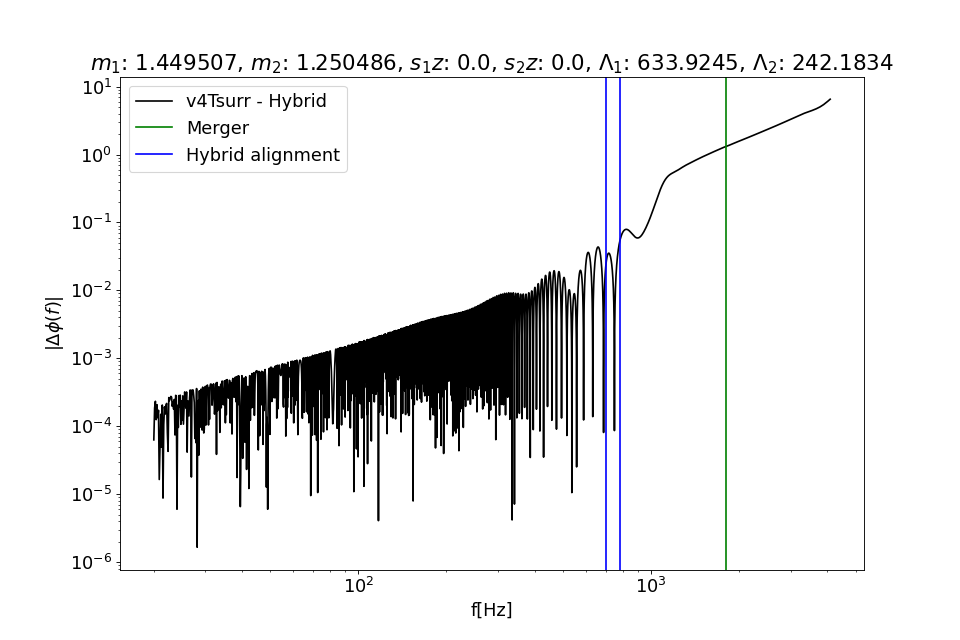 m₁: 1.449507, m₂: 1.250486, s₁z: 0.0, s₂z: 0.0, Λ₁: 633.9245, Λ₂: 242.1834
v4Tsurr - Hybrid
Merger
Hybrid alignment
10¹
10⁰
10⁻¹
10⁻²
10⁻³
10⁻⁴
10⁻⁵
10⁻⁶
|Δϕ(f)|
10² 10³
f[Hz]